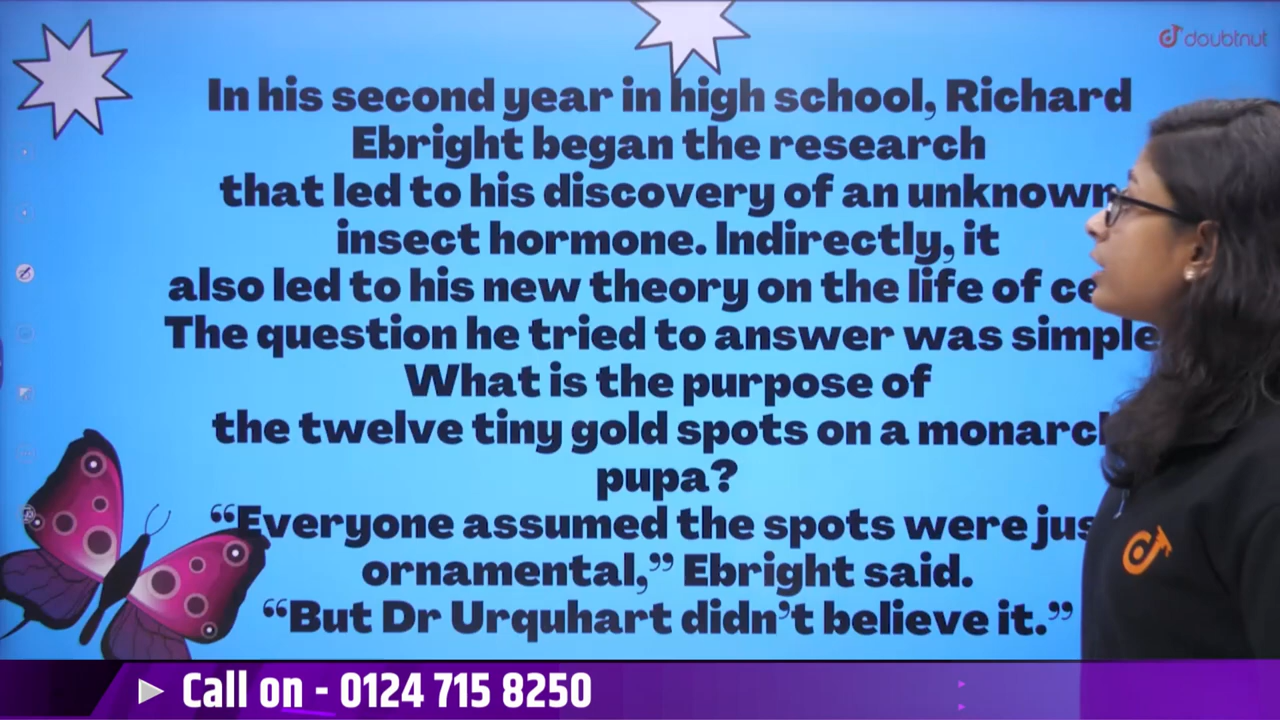 doubtnut
In his second year in high school, Richard
Ebright began the research
that led to his discovery of an unknown
insect hormone. Indirectly, it
also led to his new theory on the life of
The question he tried to answer was simple
What is the purpose of
the twelve tiny gold spots on a monarch
pupa?
“Everyone assumed the spots were
ornamental,” Ebright said.
“But Dr Urquhart didn’t believe it.”
Call on - 0124 715 8250